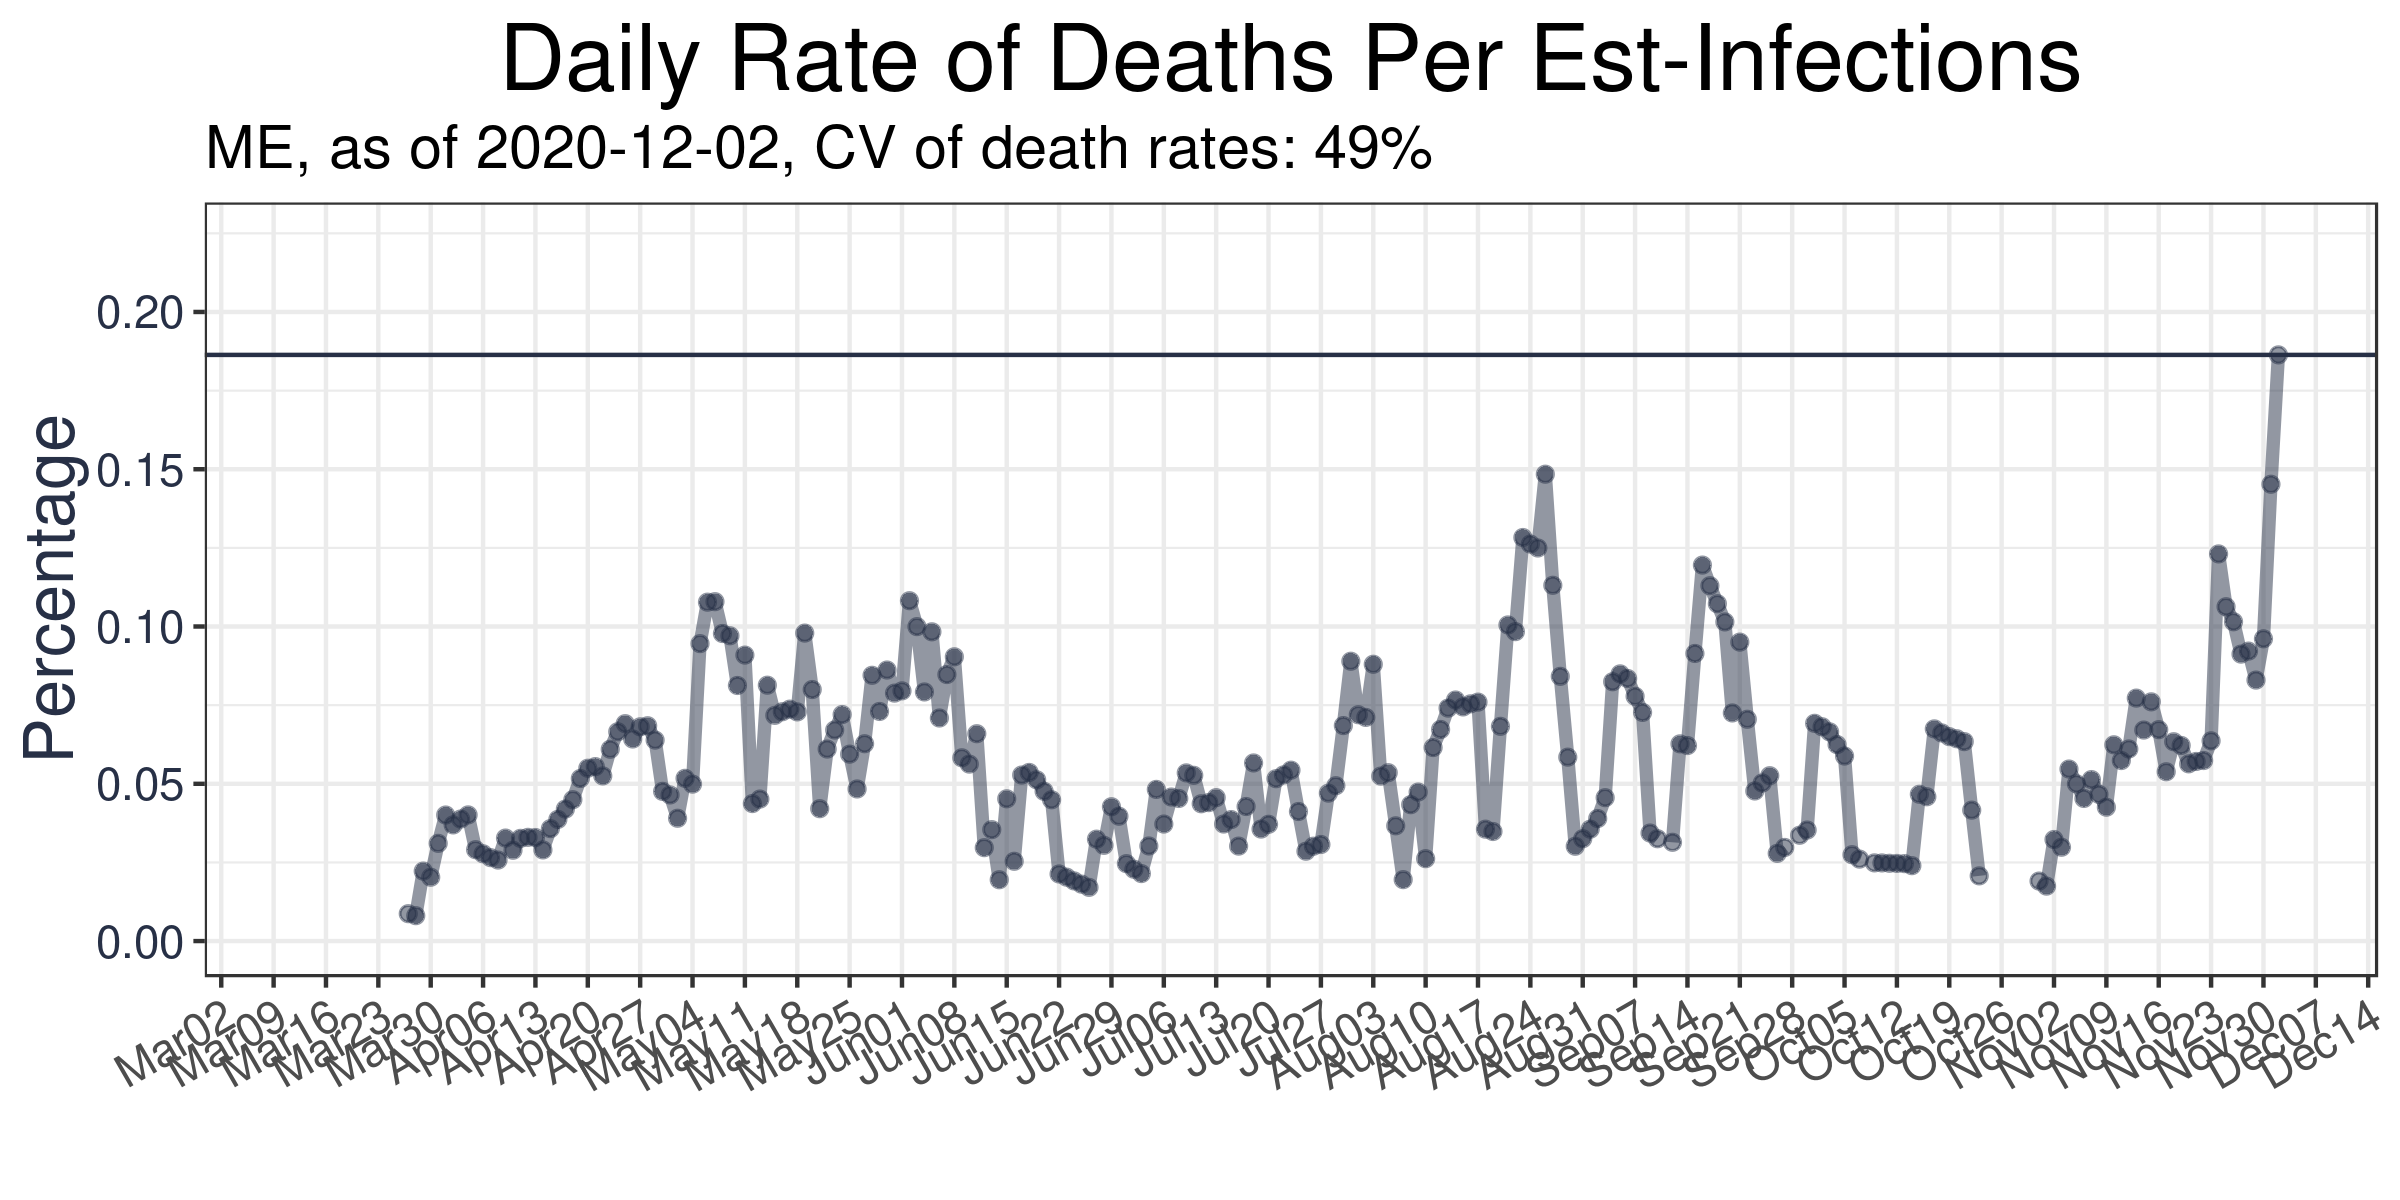 Daily Rate of Deaths Per Est-Infections
ME, as of 2020-12-02, CV of death rates: 49%
Percentage
0.20
0.15
0.10
0.05
0.00
Mar02
Mar09
Mar16
Mar23
Mar30
Apr06
Apr13
Apr20
Apr27
May04
May11
May18
May25
Jun01
Jun08
Jun15
Jun22
Jun29
Jul06
Jul13
Jul20
Jul27
Aug03
Aug10
Aug17
Aug24
Aug31
Sep07
Sep14
Sep21
Sep28
Oct05
Oct12
Oct19
Oct26
Nov02
Nov09
Nov16
Nov23
Nov30
Dec07
Dec14